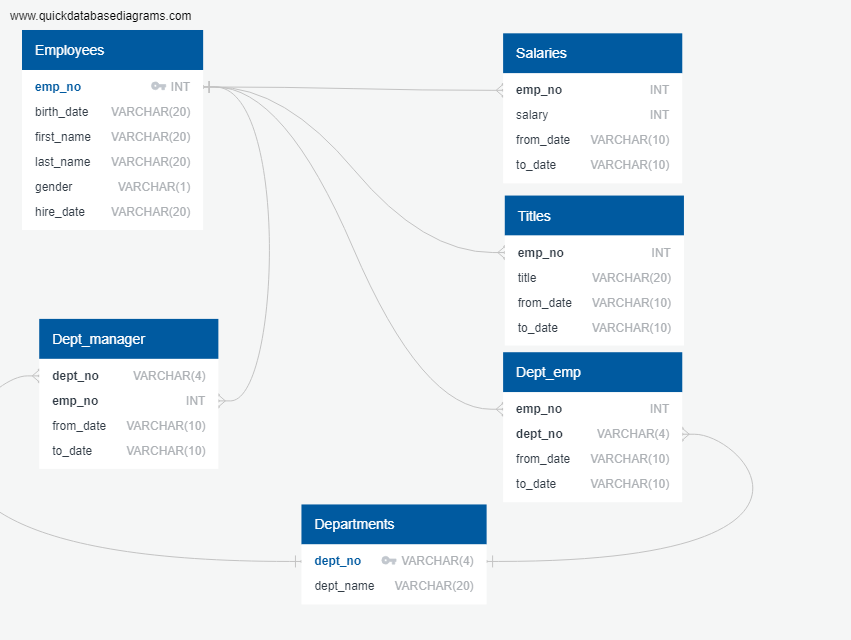 www.quickdatabasediagrams.com
Employees
emp_no INT
birth_date VARCHAR(20)
first_name VARCHAR(20)
last_name VARCHAR(20)
gender VARCHAR(1)
hire_date VARCHAR(20)
Salaries
emp_no INT
salary INT
from_date VARCHAR(10)
to_date VARCHAR(10)
Titles
emp_no INT
title VARCHAR(20)
from_date VARCHAR(10)
to_date VARCHAR(10)
Dept_manager
dept_no VARCHAR(4)
emp_no INT
from_date VARCHAR(10)
to_date VARCHAR(10)
Dept_emp
emp_no INT
dept_no VARCHAR(4)
from_date VARCHAR(10)
to_date VARCHAR(10)
Departments
dept_no VARCHAR(4)
dept_name VARCHAR(20)